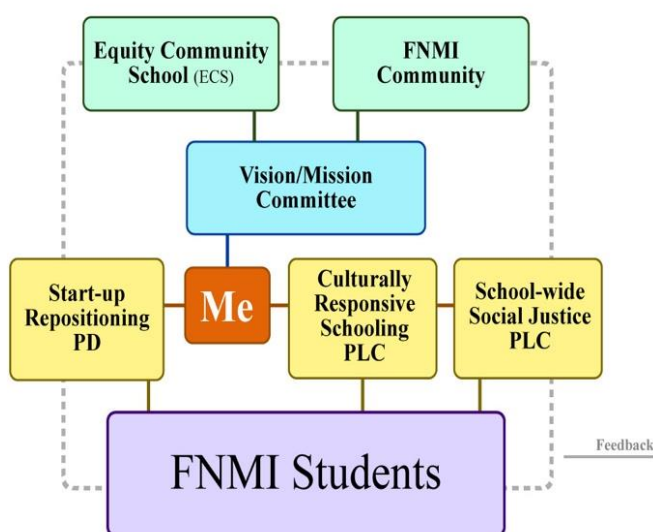 Equity Community
School (ECS)
FNMI
Community
Vision/Mission
Committee
Start-up
Repositioning
PD
Me
Culturally
Responsive
Schooling
PLC
School-wide
Social Justice
PLC
FNMI Students
Feedback